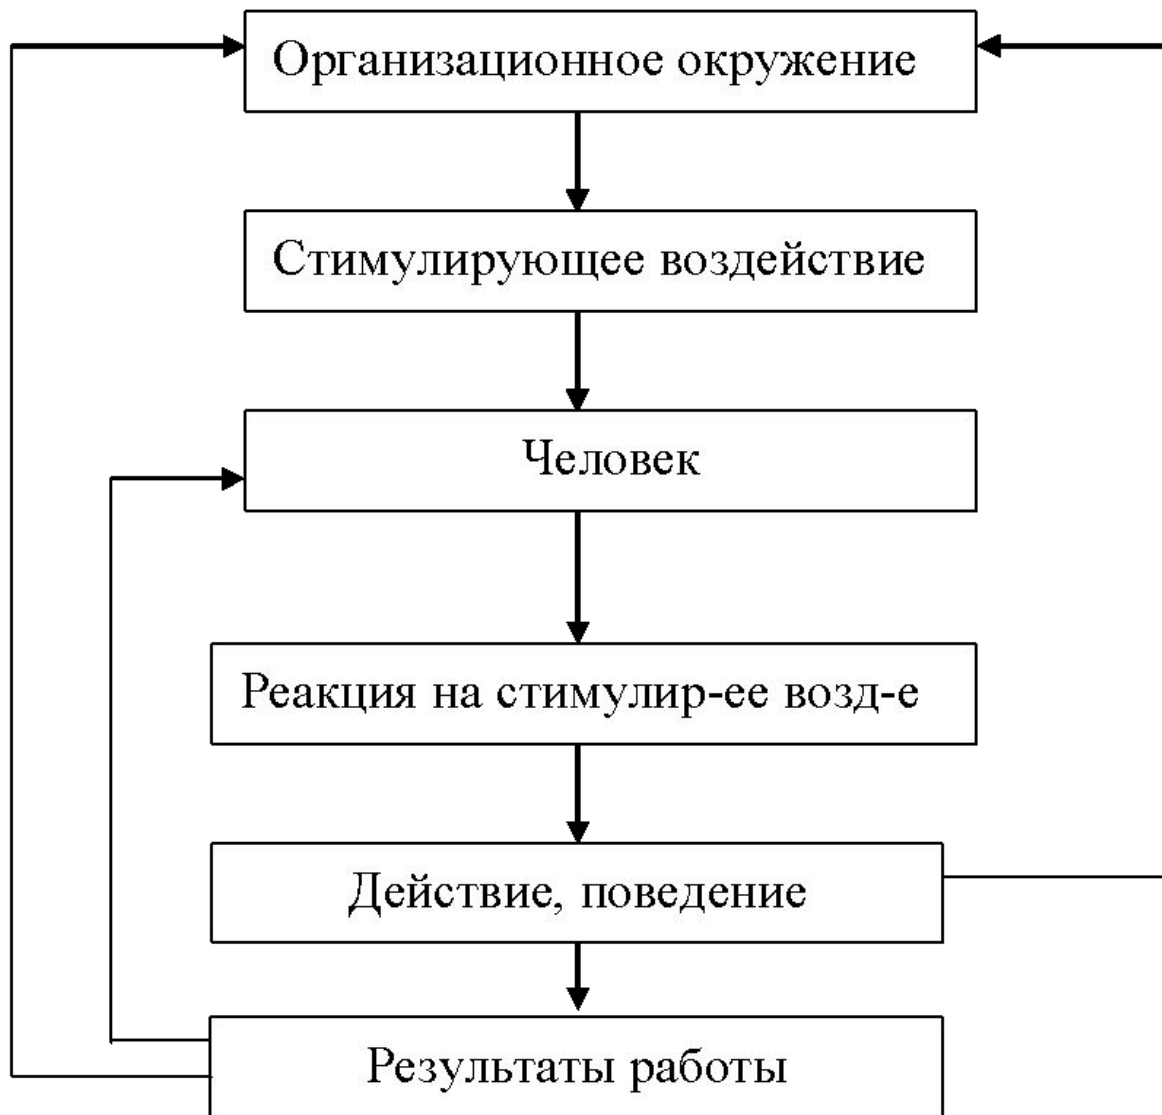 Организационное окружение
Стимулирующее воздействие
Человек
Реакция на стимулир-ее возд-е
Действие, поведение
Результаты работы